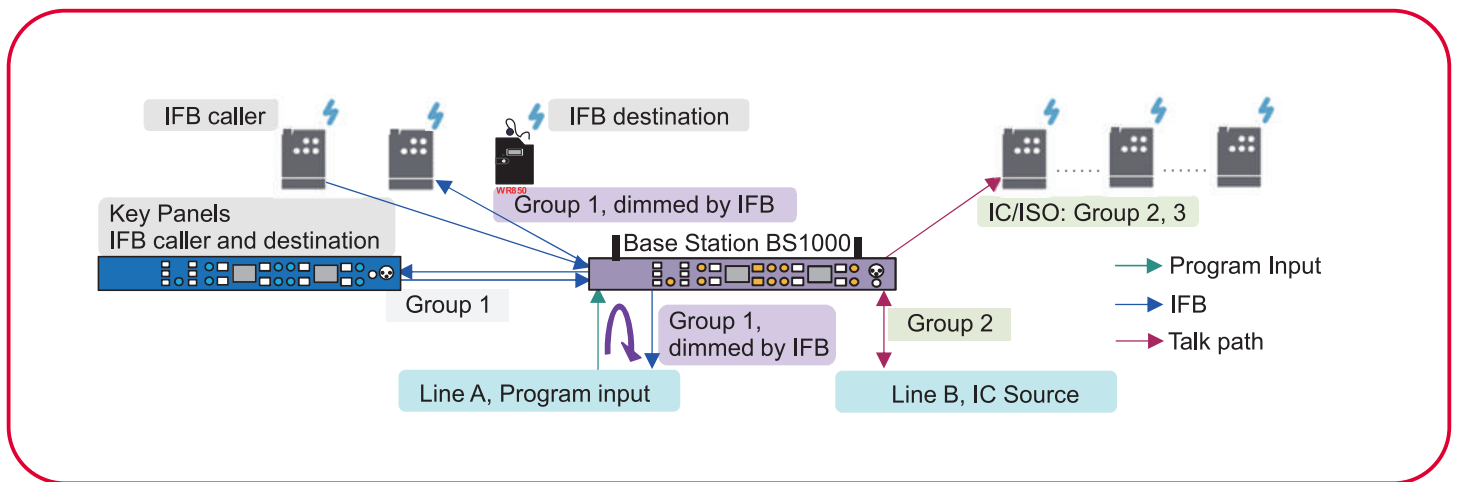 IFB caller
IFB destination
WR850
Group 1, dimmed by IFB
IC/ISO: Group 2, 3
Key Panels
IFB caller and destination
Base Station BS1000
Program Input
IFB
Talk path
Group 1
Group 1,
dimmed by IFB
Group 2
Line A, Program input
Line B, IC Source